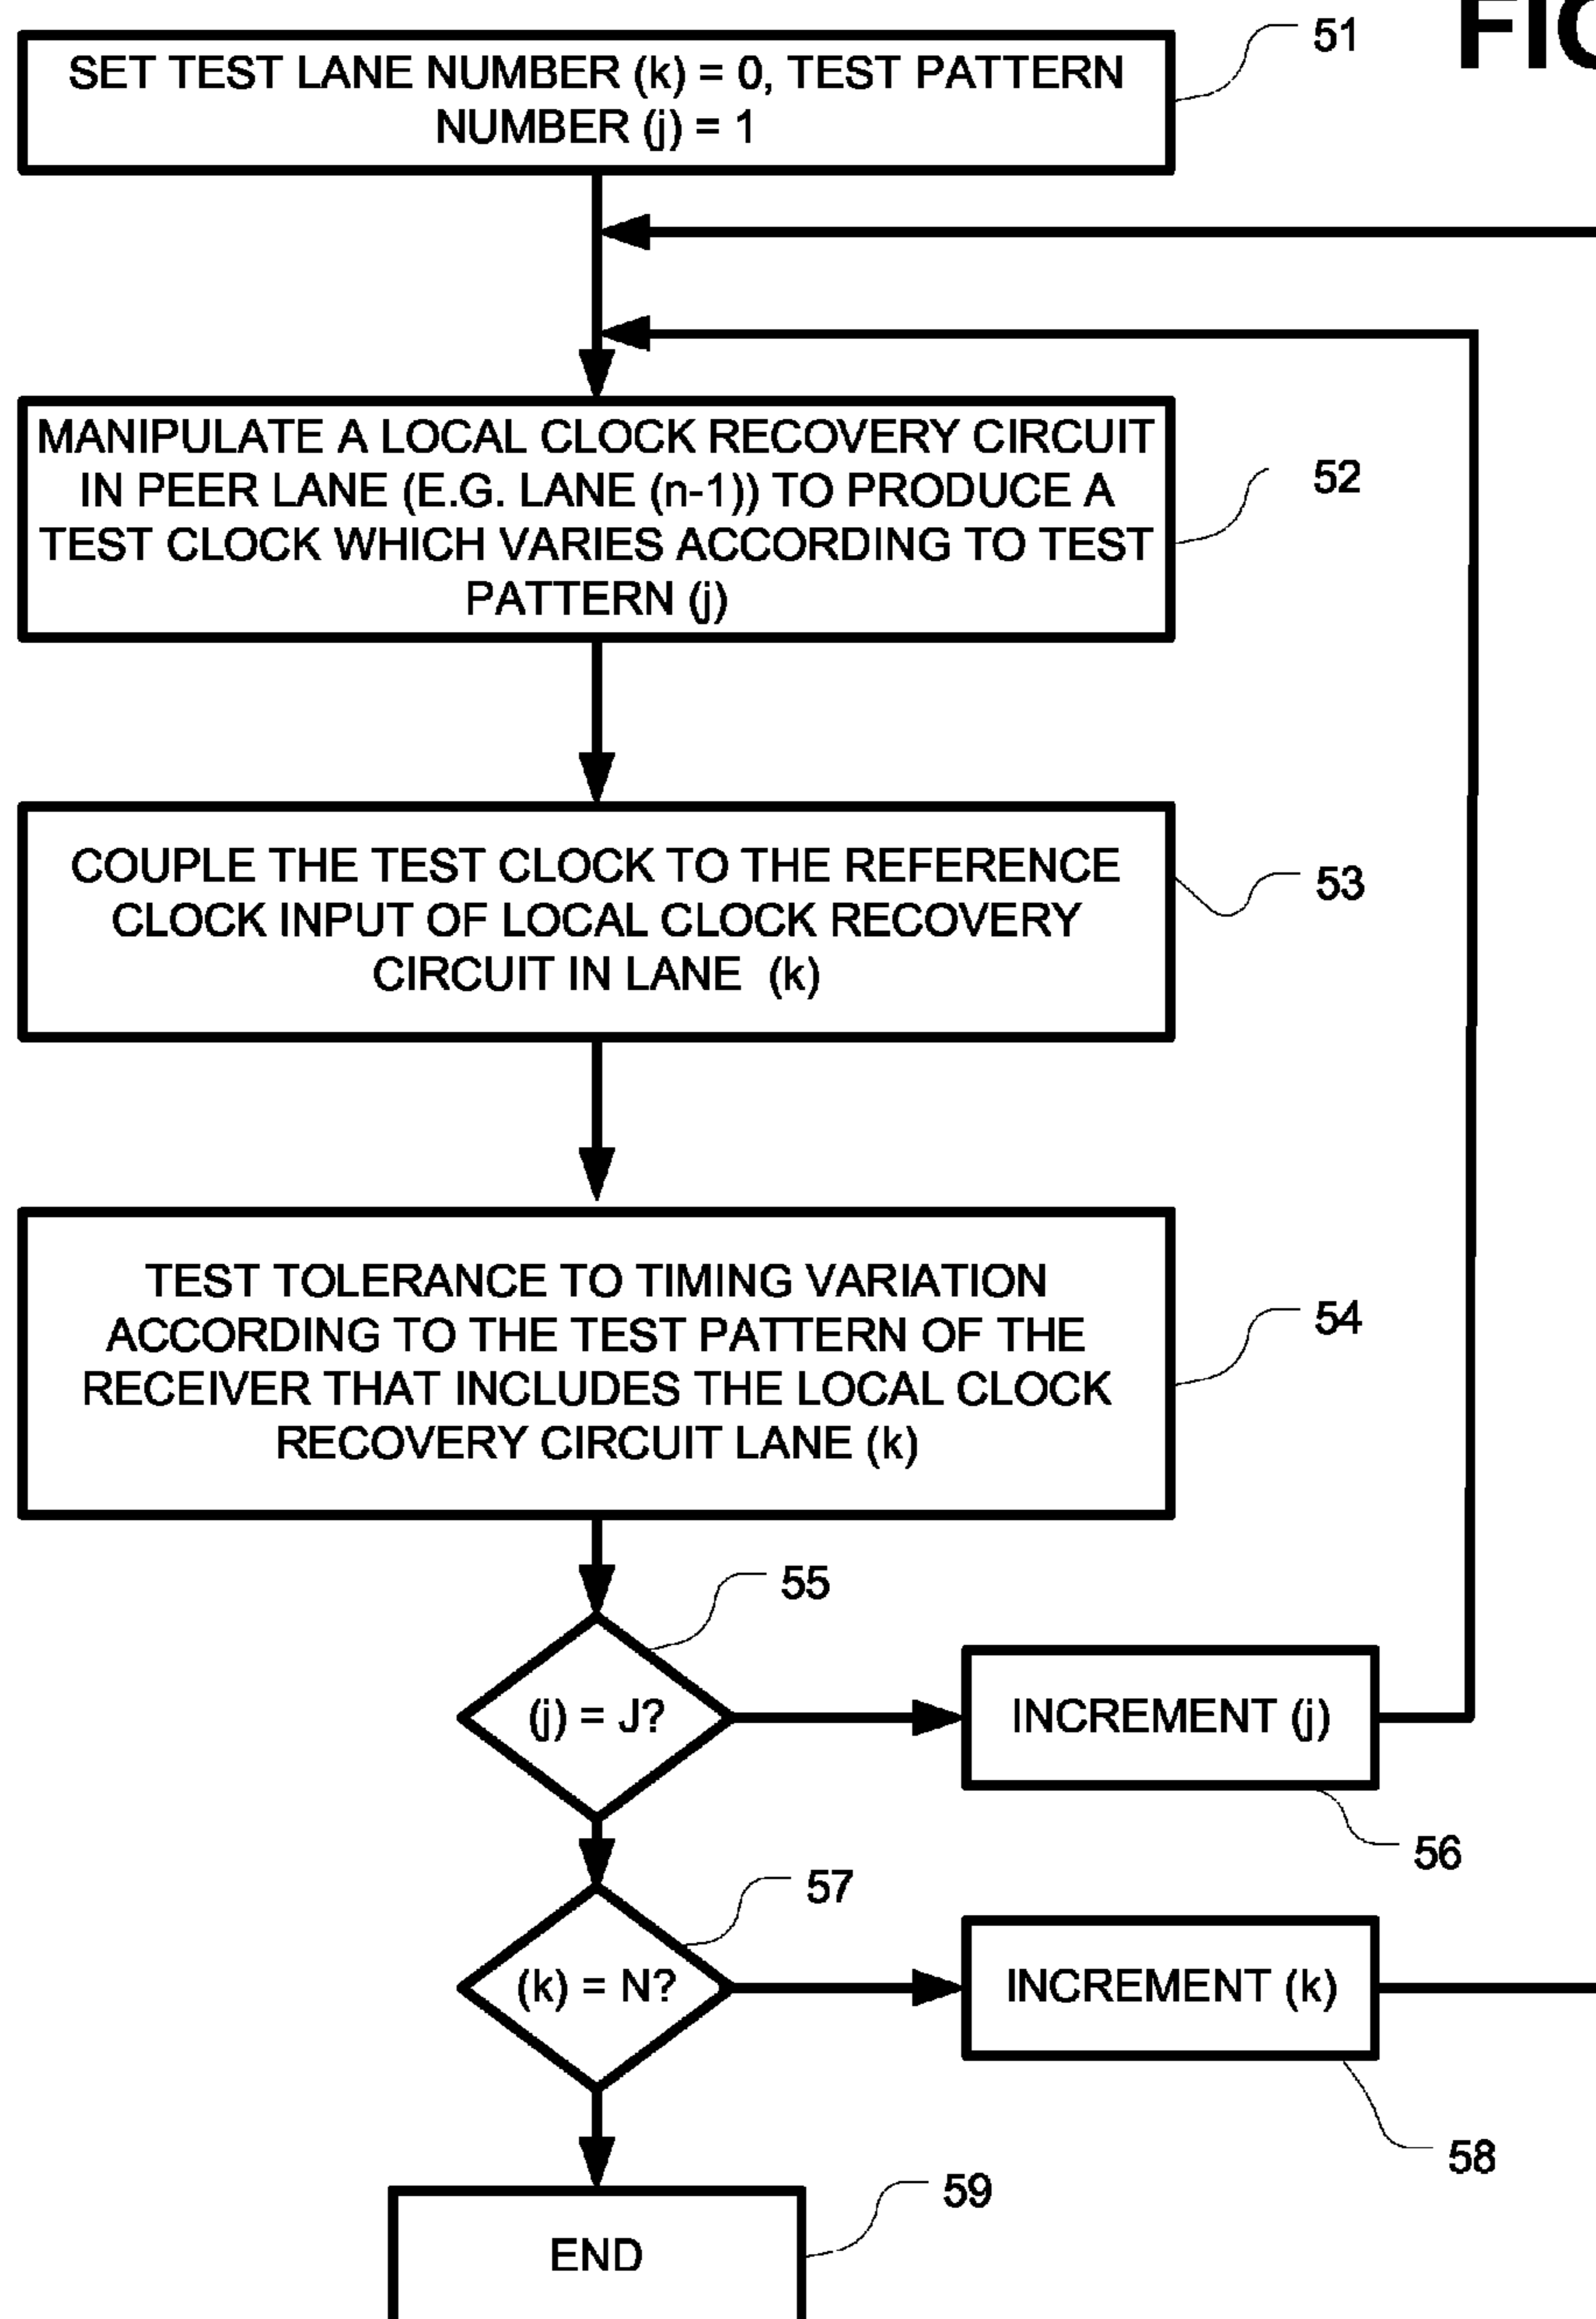 FIG
51
SET TEST LANE NUMBER (k) = 0, TEST PATTERN
NUMBER (j) = 1
MANIPULATE A LOCAL CLOCK RECOVERY CIRCUIT
IN PEER LANE (E.G. LANE (n-1)) TO PRODUCE A
TEST CLOCK WHICH VARIES ACCORDING TO TEST
PATTERN (j)
52
COUPLE THE TEST CLOCK TO THE REFERENCE
CLOCK INPUT OF LOCAL CLOCK RECOVERY
CIRCUIT IN LANE (k)
53
TEST TOLERANCE TO TIMING VARIATION
ACCORDING TO THE TEST PATTERN OF THE
RECEIVER THAT INCLUDES THE LOCAL CLOCK
RECOVERY CIRCUIT LANE (k)
54
55
(j) = J?
INCREMENT (j)
56
57
(k) = N?
INCREMENT (k)
58
59
END